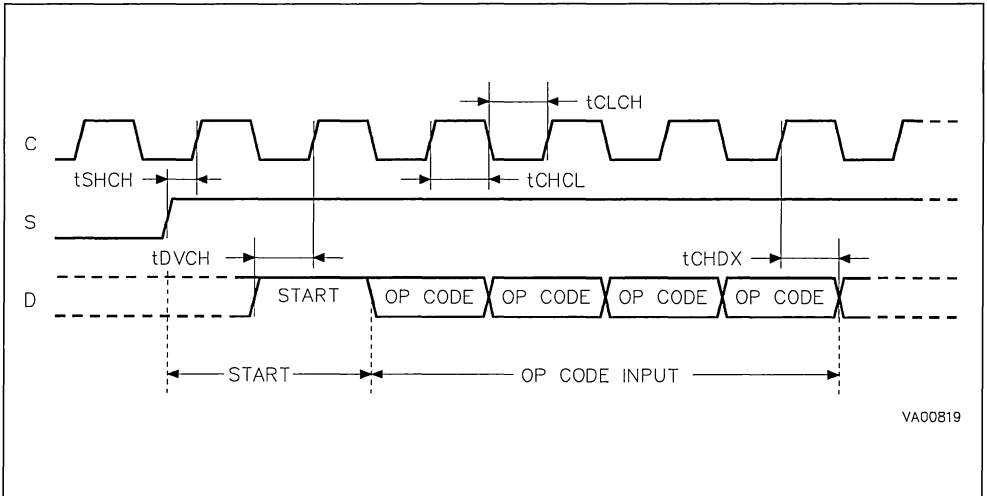 tCLCH
C
tSHCH
tCHCL
S
tDVCH
tCHDX
D
START
OP CODE
OP CODE
OP CODE
OP CODE
START
OP CODE INPUT
VA00819